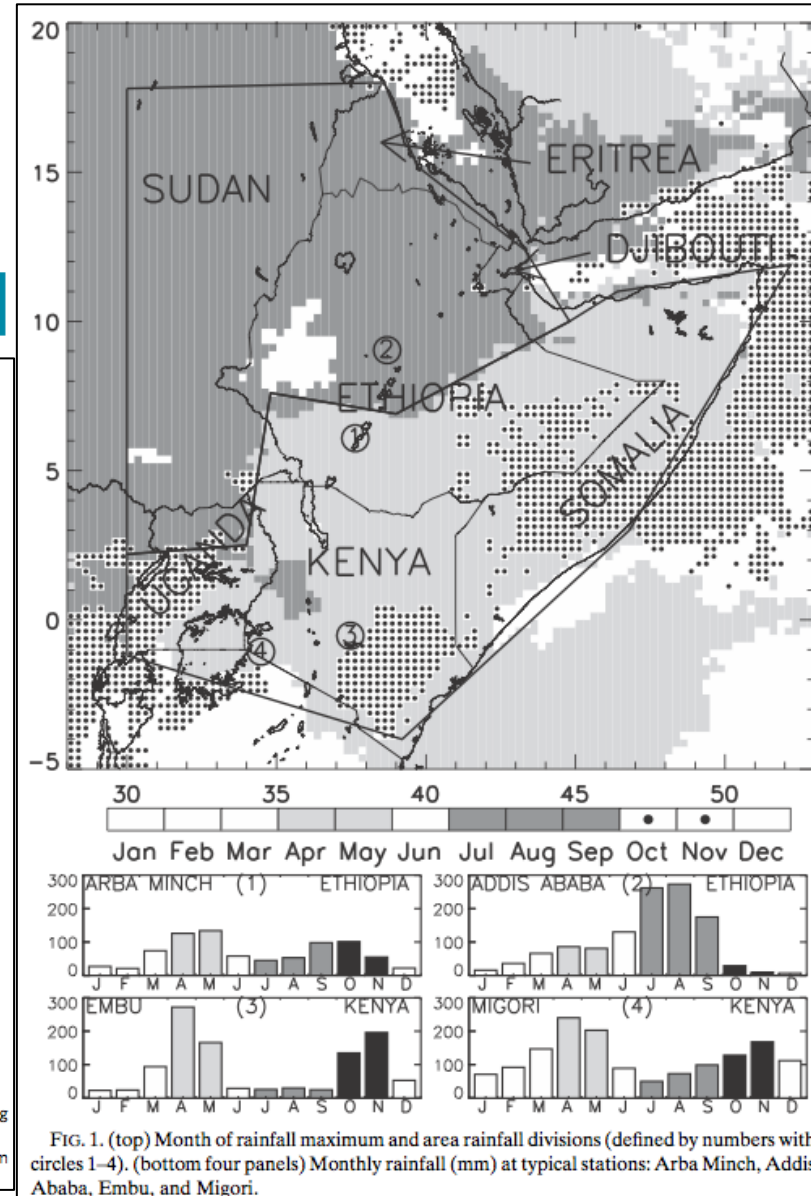 20
15
10
5
0
-5
SUDAN
ERITREA
DJIBOUTI
②
ETHIOPIA
①
SOMALIA
UGANDA
KENYA
③
④
30 35 40 45 50
Jan Feb Mar Apr May Jun Jul Aug Sep Oct Nov Dec
300
200
100
0
ARBA MINCH (1) ETHIOPIA
J F M A M J J A S O N D
300
200
100
0
ADDIS ABABA (2) ETHIOPIA
J F M A M J J A S O N D
300
200
100
0
EMBU (3) KENYA
J F M A M J J A S O N D
300
200
100
0
MIGORI (4) KENYA
J F M A M J J A S O N D
g
m
FIG. 1. (top) Month of rainfall maximum and area rainfall divisions (defined by numbers with
circles 1–4). (bottom four panels) Monthly rainfall (mm) at typical stations: Arba Minch, Addis
Ababa, Embu, and Migori.